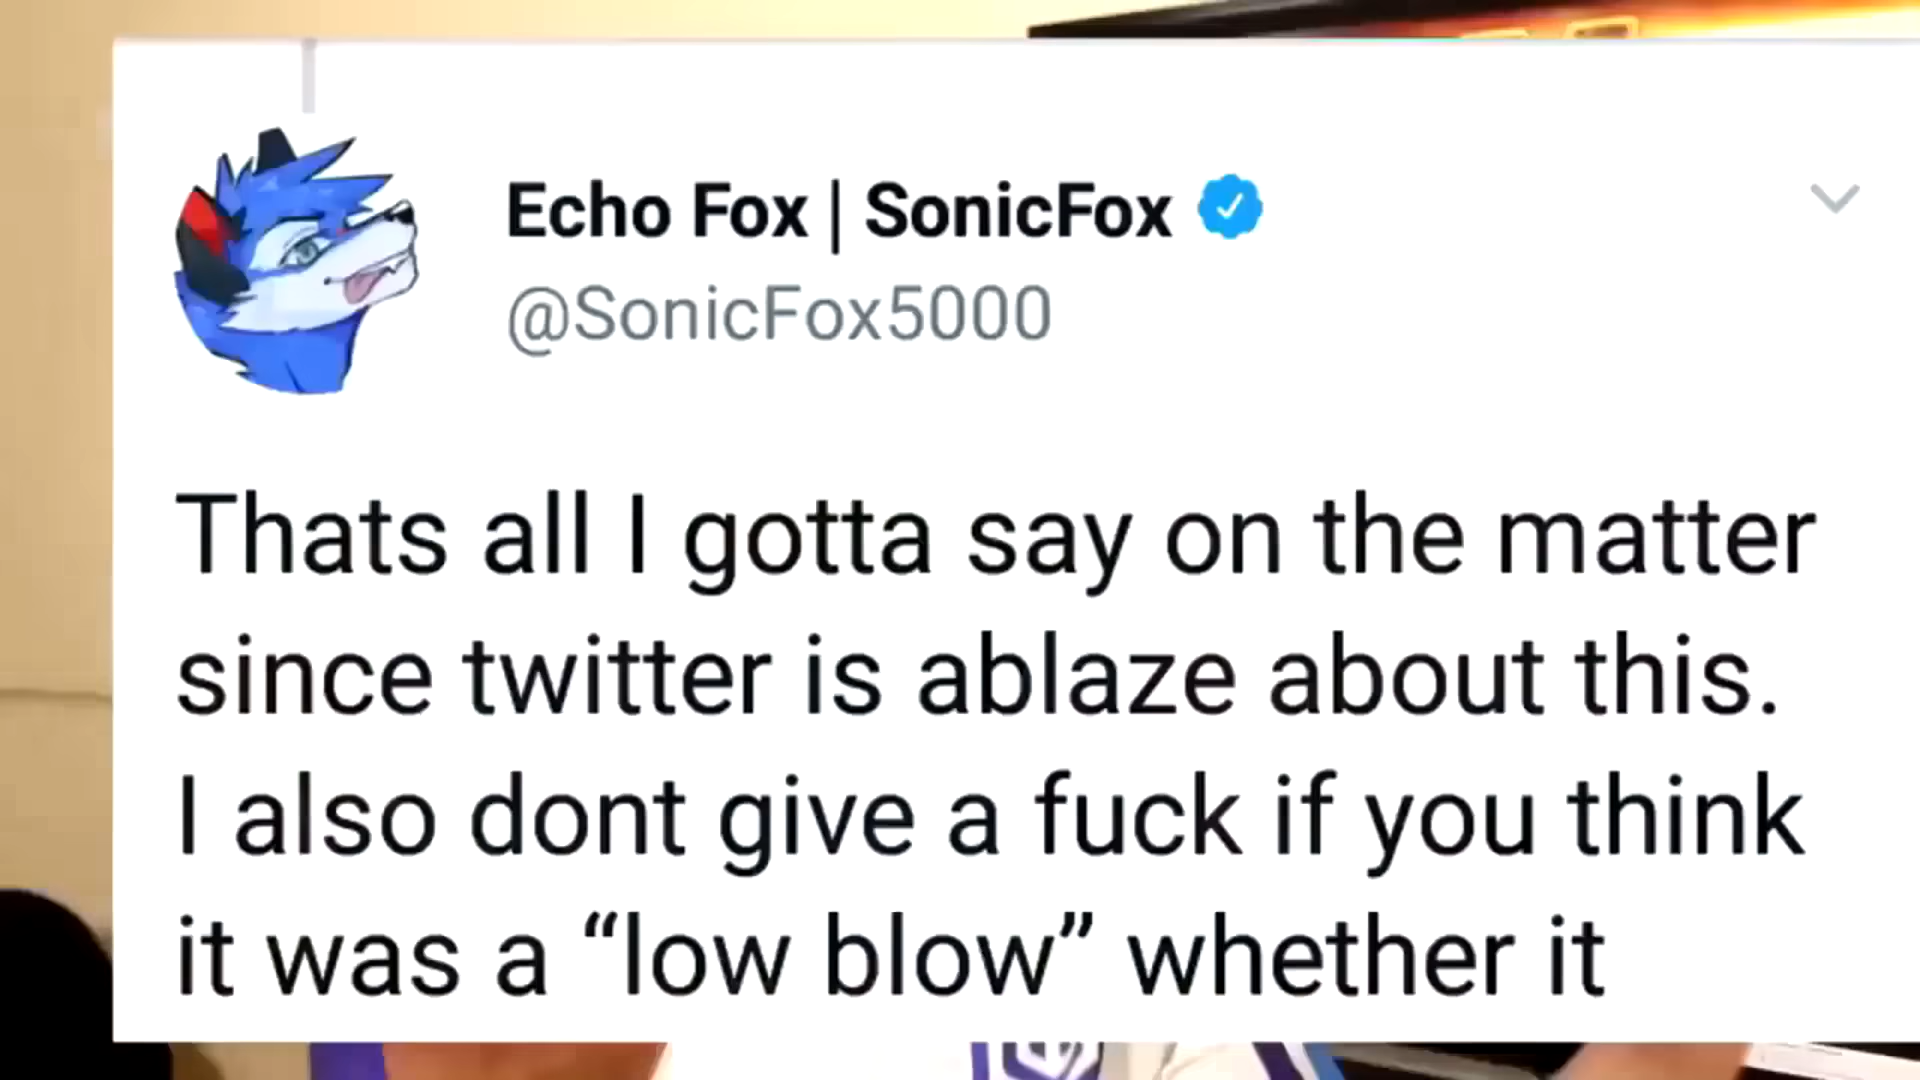 Echo Fox | SonicFox
@SonicFox5000
Thats all I gotta say on the matter
since twitter is ablaze about this.
I also dont give a fuck if you think
it was a “low blow” whether it